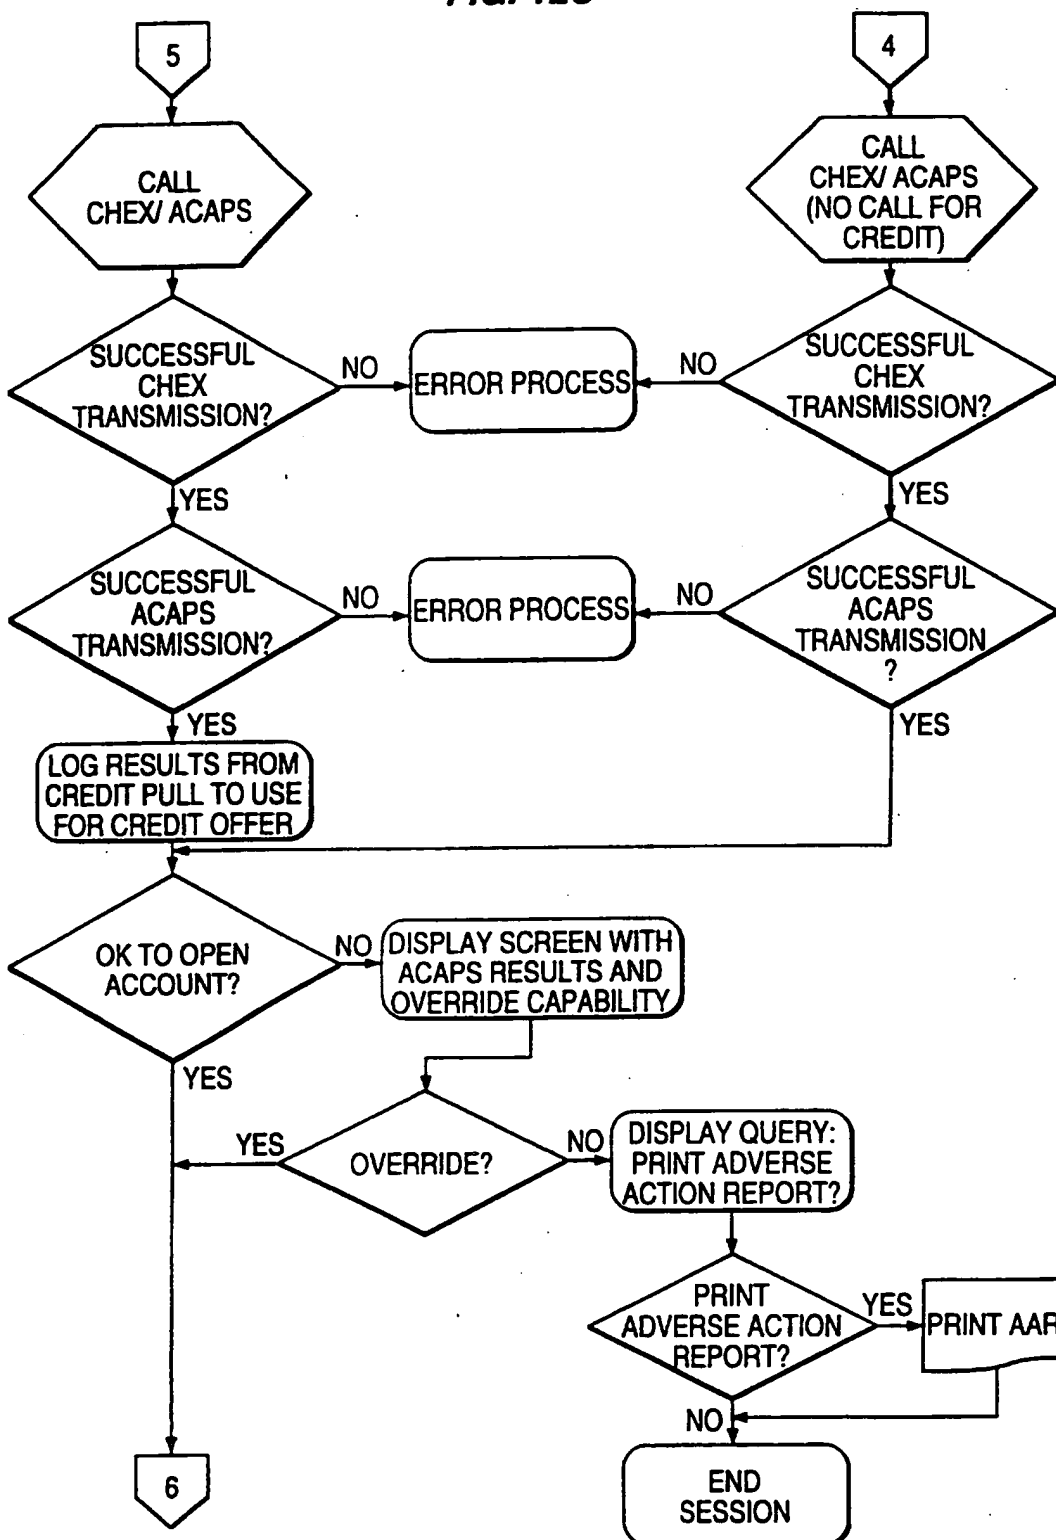 5
4
CALL
CHEX/ ACAPS
CALL
CHEX/ ACAPS
(NO CALL FOR
CREDIT)
SUCCESSFUL
CHEX
TRANSMISSION?
NO
ERROR PROCESS
NO
SUCCESSFUL
CHEX
TRANSMISSION?
YES
YES
SUCCESSFUL
ACAPS
TRANSMISSION?
NO
ERROR PROCESS
NO
SUCCESSFUL
ACAPS
TRANSMISSION
?
YES
YES
LOG RESULTS FROM
CREDIT PULL TO USE
FOR CREDIT OFFER
OK TO OPEN
ACCOUNT?
NO
DISPLAY SCREEN WITH
ACAPS RESULTS AND
OVERRIDE CAPABILITY
YES
YES
OVERRIDE?
NO
DISPLAY QUERY:
PRINT ADVERSE
ACTION REPORT?
PRINT
ADVERSE ACTION
REPORT?
YES
PRINT AAR
NO
END
SESSION
6